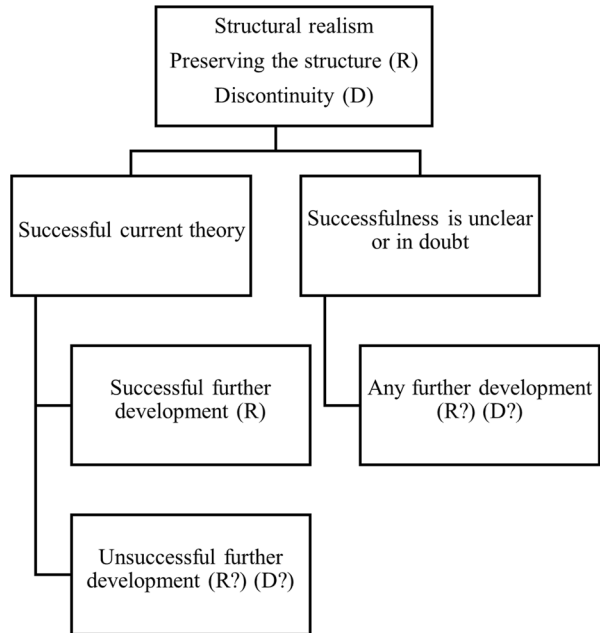 Structural realism
Preserving the structure (R)
Discontinuity (D)
Successful current theory
Successfulness is unclear
or in doubt
Successful further
development (R)
Any further development
(R?) (D?)
Unsuccessful further
development (R?) (D?)